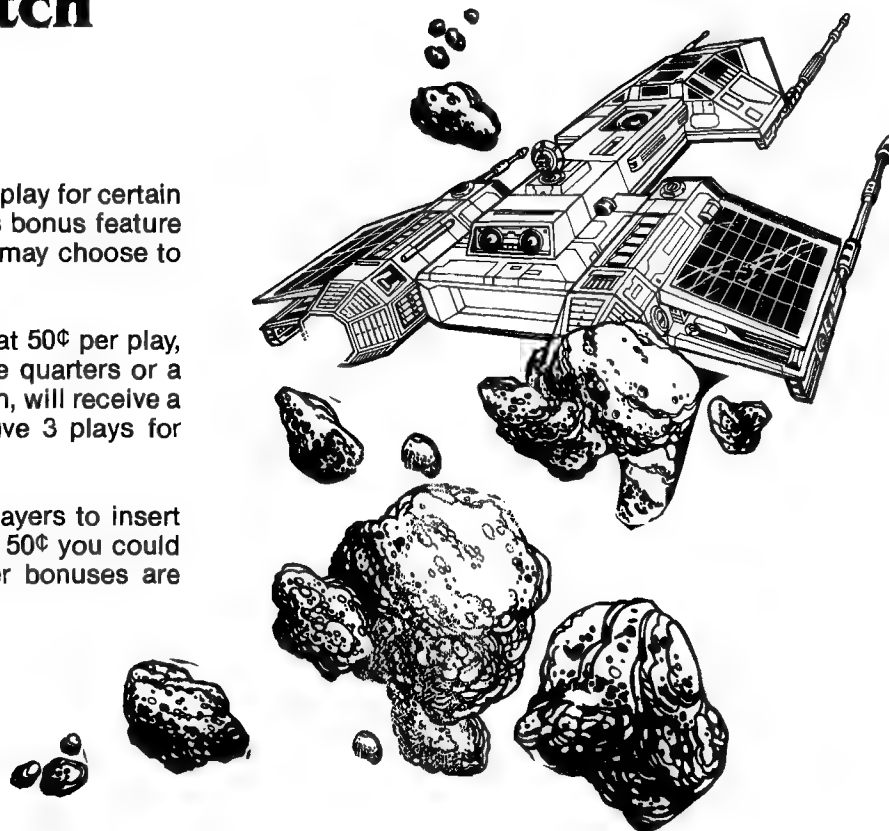 tch
play for certain
s bonus feature
may choose to
at 50¢ per play,
e quarters or a
n, will receive a
ve 3 plays for
ayers to insert
50¢ you could
er bonuses are